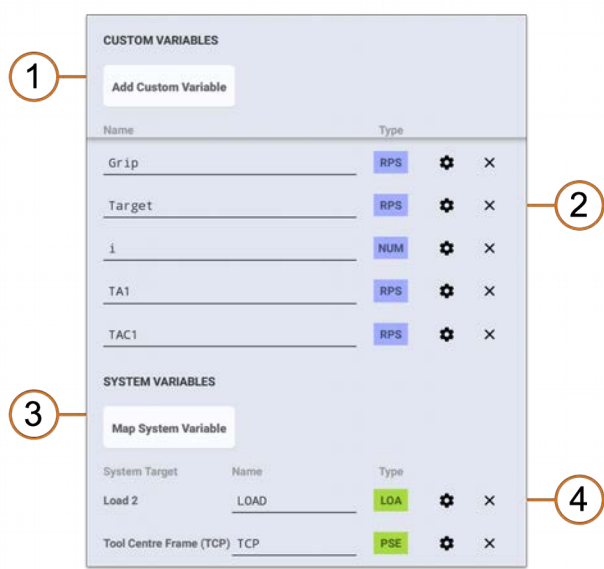 CUSTOM VARIABLES
1
Add Custom Variable
Name Type
Grip RPS
Target RPS
2
i NUM
TA1 RPS
TAC1 RPS
SYSTEM VARIABLES
3
Map System Variable
System Target Name Type
Load 2 LOAD LOA
4
Tool Centre Frame (TCP) TCP PSE